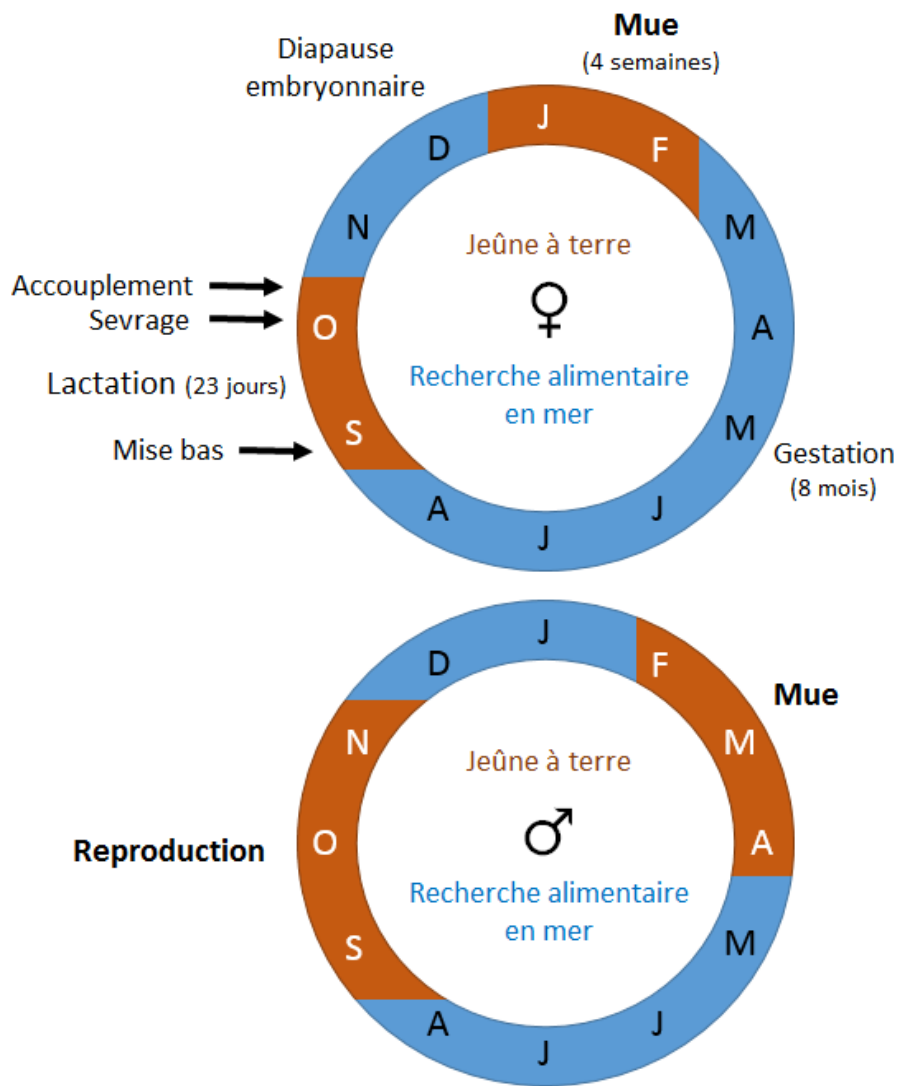 Mue
(4 semaines)
Diapause
embryonnaire
J
F
M
A
M
J
J
A
S
O
N
D
Accouplement
Sevrage
Lactation (23 jours)
Mise bas
Gestation
(8 mois)
Jeûne à terre
♀
Recherche alimentaire
en mer
J
F
M
A
M
J
J
A
S
O
N
D
Mue
Reproduction
Jeûne à terre
♂
Recherche alimentaire
en mer